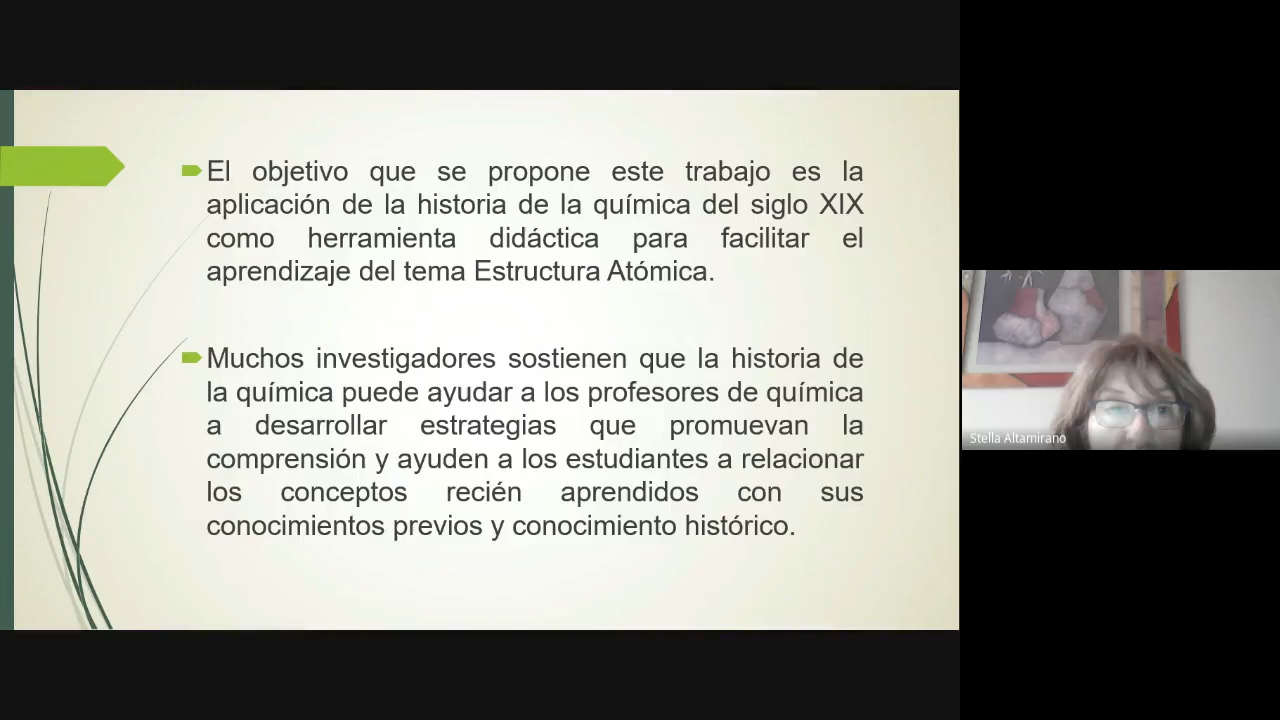 El objetivo que se propone este trabajo es la
aplicación de la historia de la química del siglo XIX
como herramienta didáctica para facilitar el
aprendizaje del tema Estructura Atómica.
Muchos investigadores sostienen que la historia de
la química puede ayudar a los profesores de química
a desarrollar estrategias que promuevan la
comprensión y ayuden a los estudiantes a relacionar
los conceptos recién aprendidos con sus
conocimientos previos y conocimiento histórico.
Stella Altamirano